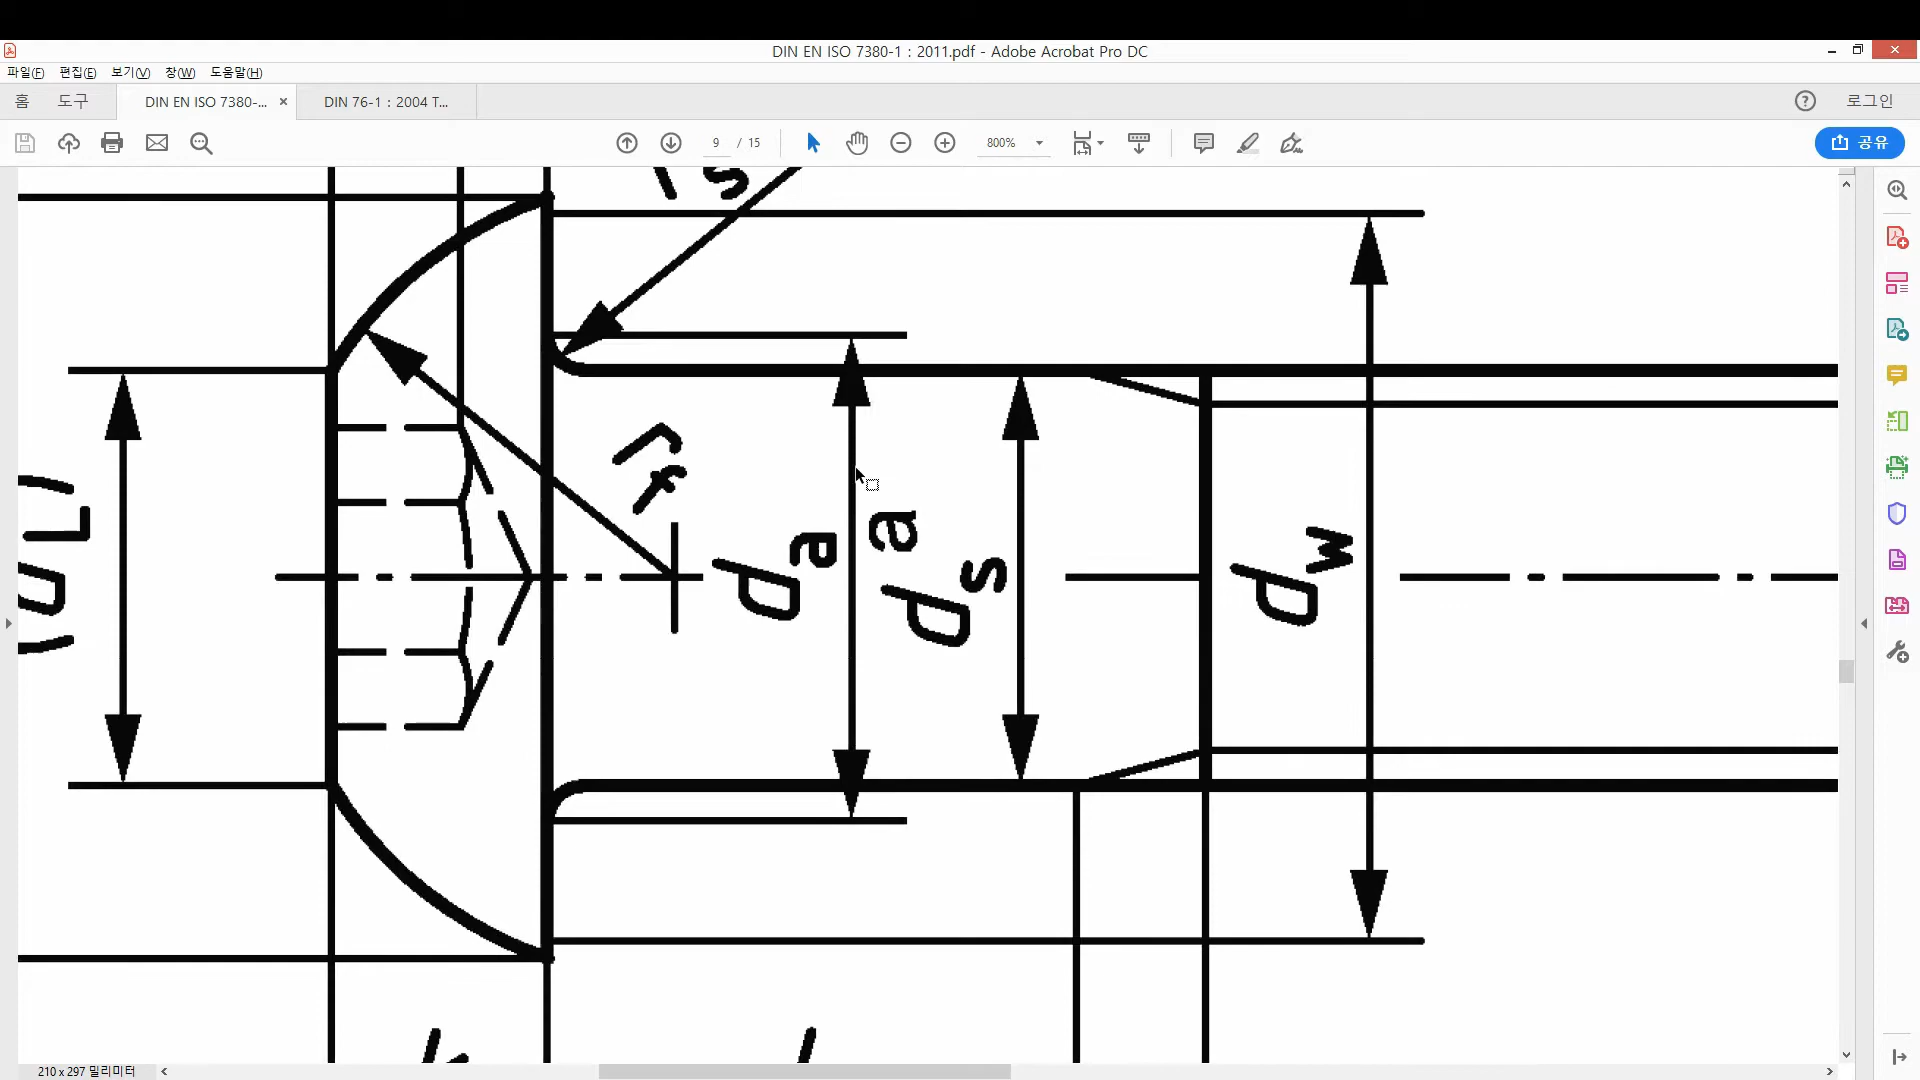 DIN EN ISO 7380-1 : 2011.pdf - Adobe Acrobat Pro DC
파일(F) 편집(E) 보기(V) 창(W) 도움말(H)
홈 도구 DIN EN ISO 7380-... × DIN 76-1 : 2004 T... ? 로그인
9 / 15 800% 공유
s
rf
da a
ds
dw
210 x 297 밀리미터